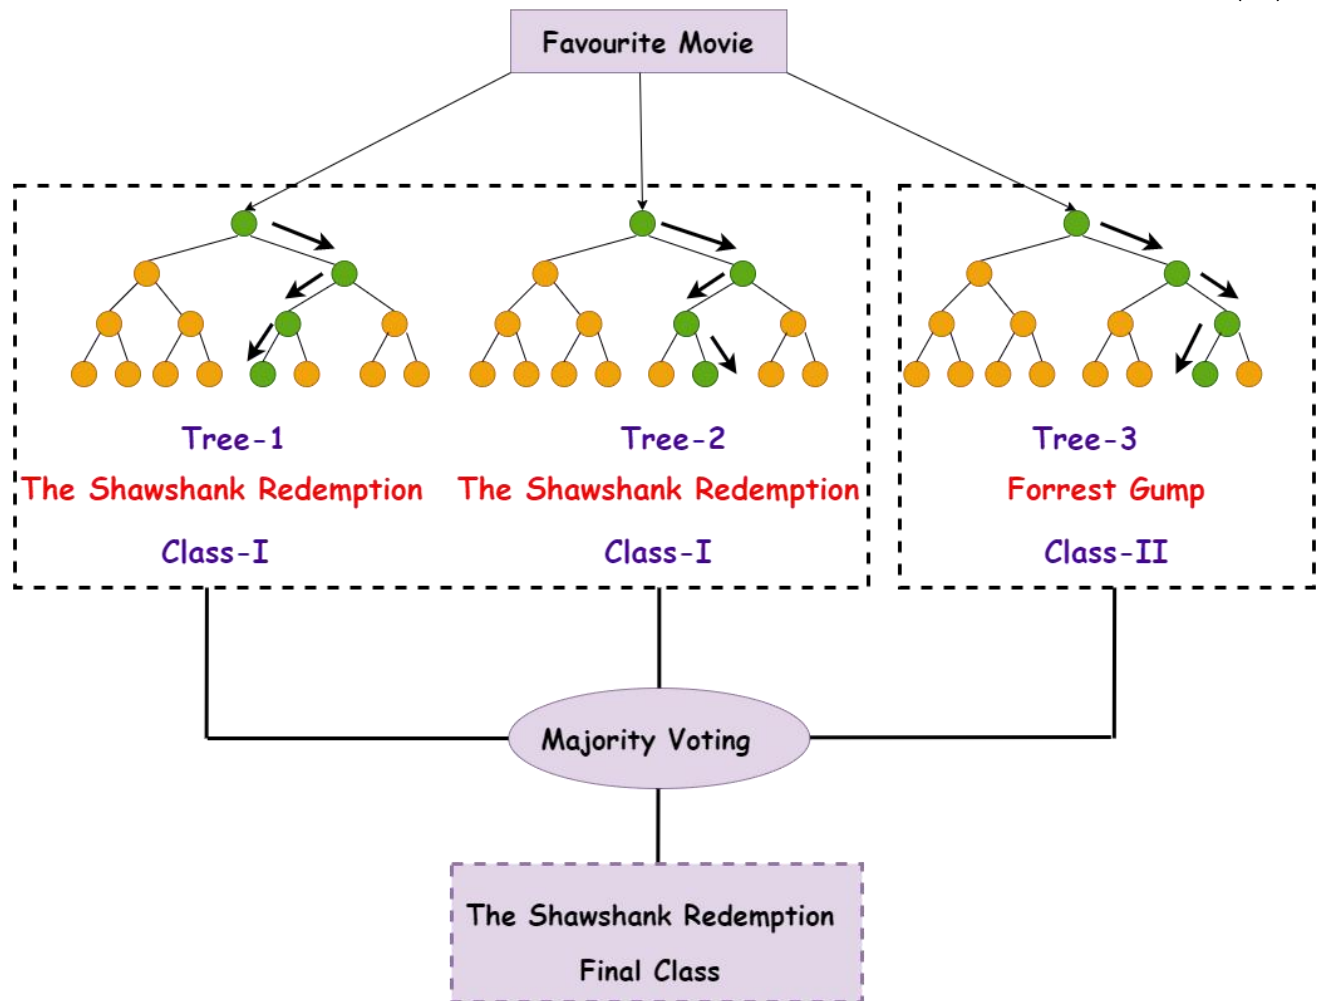 Favourite Movie
Tree-1
The Shawshank Redemption
Class-I
Tree-2
The Shawshank Redemption
Class-I
Tree-3
Forrest Gump
Class-II
Majority Voting
The Shawshank Redemption
Final Class